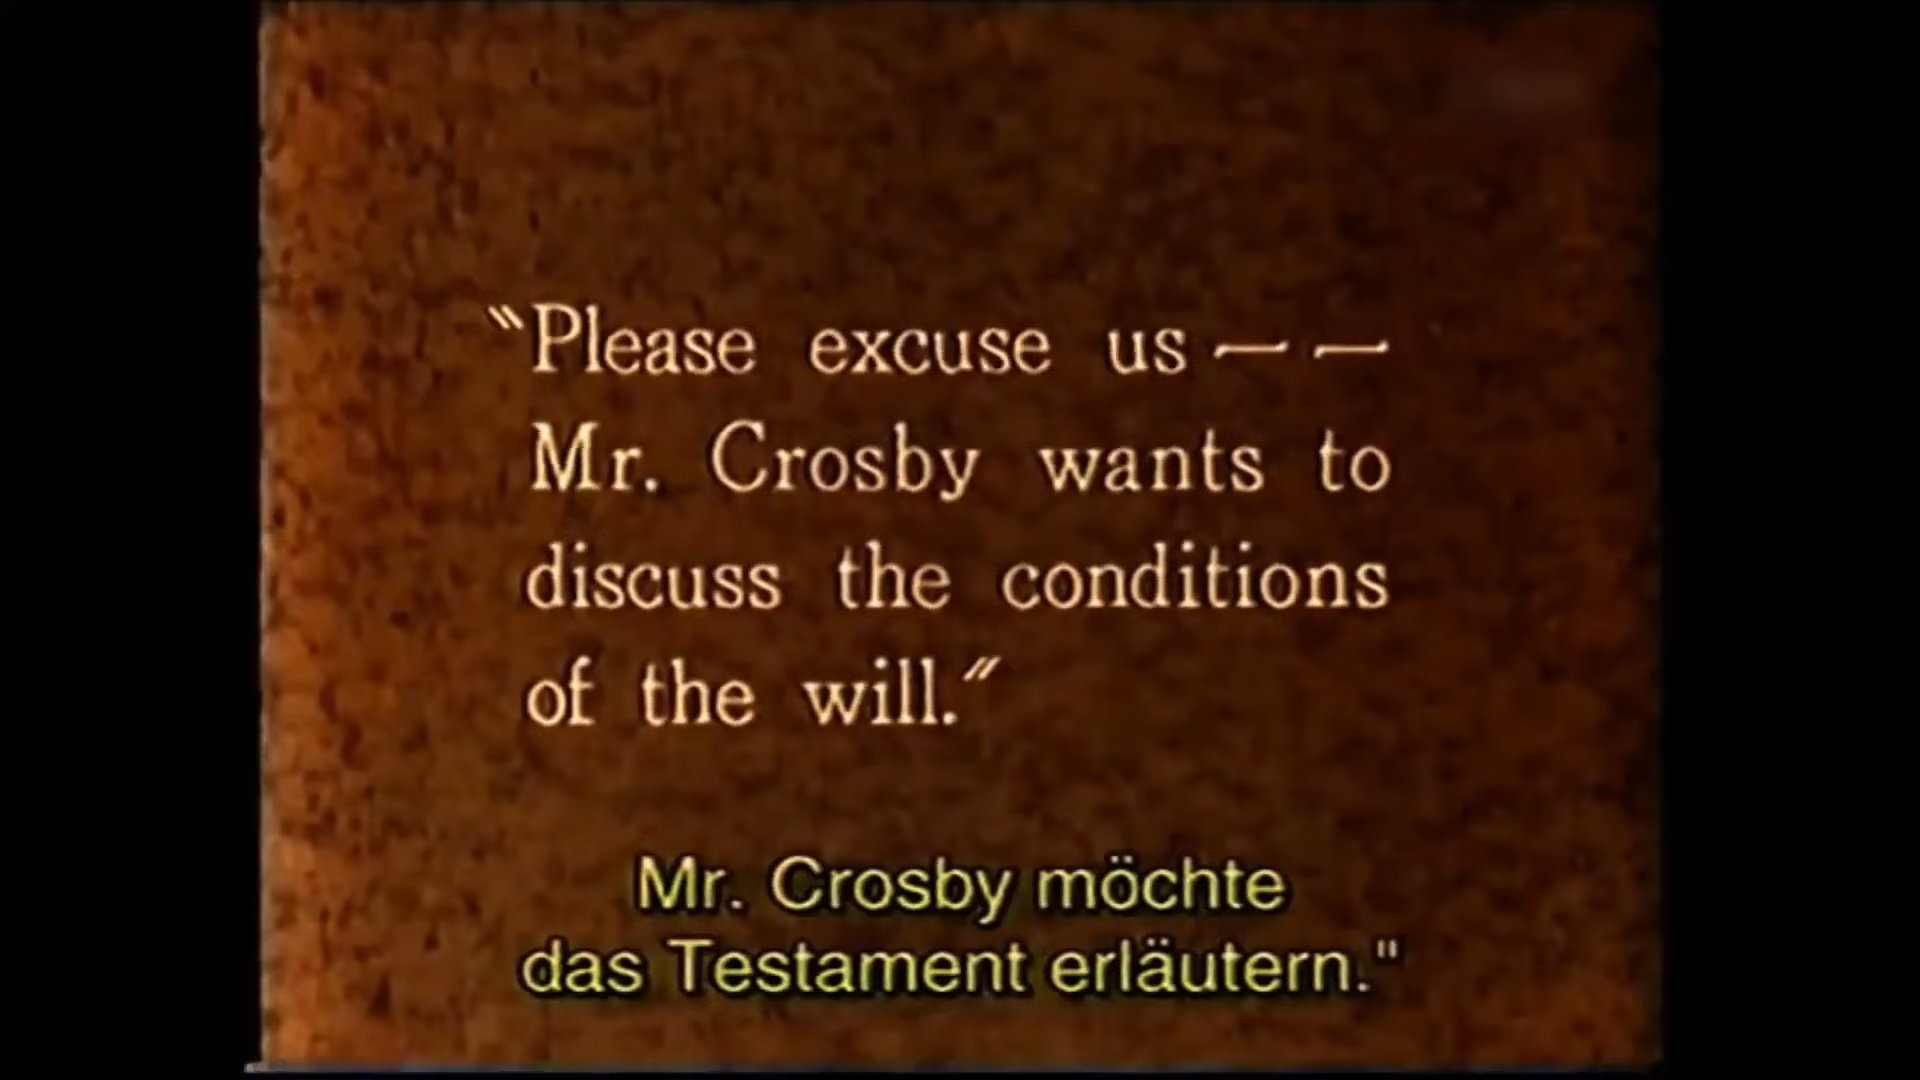 "Please excuse us — —
Mr. Crosby wants to
discuss the conditions
of the will."
Mr. Crosby möchte
das Testament erläutern."